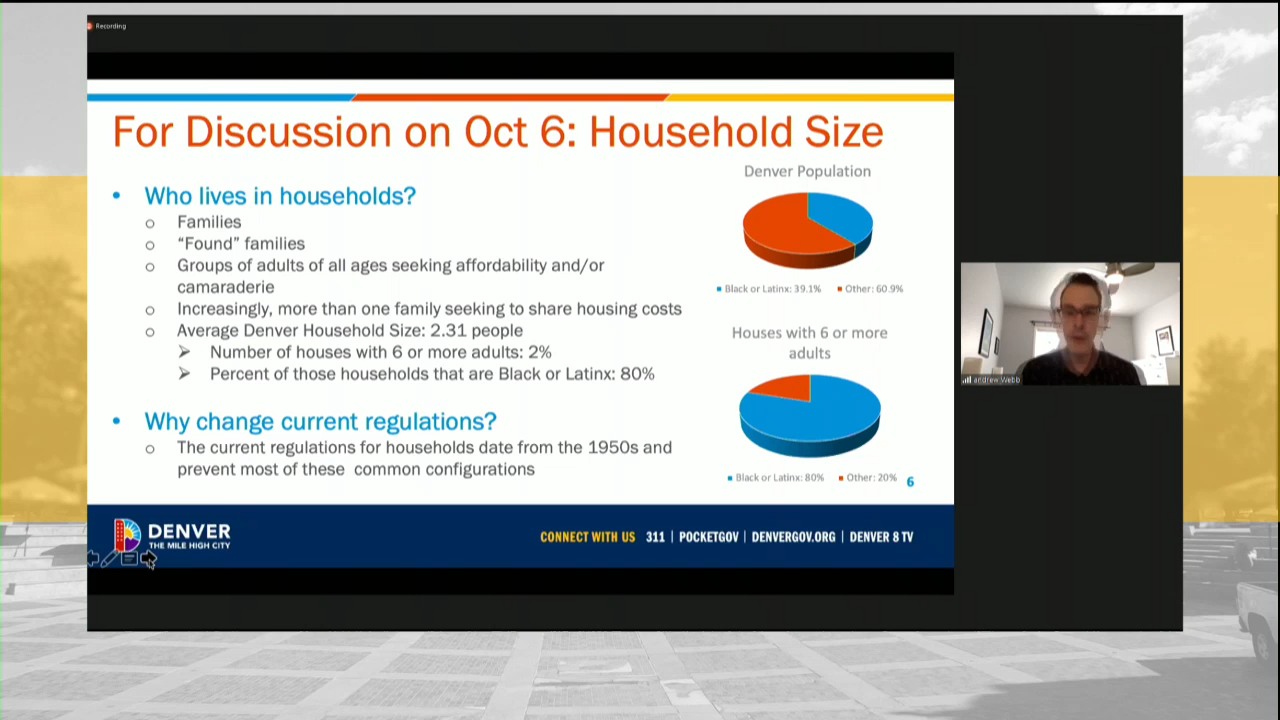 Recording
For Discussion on Oct 6: Household Size
• Who lives in households?
o Families
o “Found” families
o Groups of adults of all ages seeking affordability and/or
camaraderie
o Increasingly, more than one family seeking to share housing costs
o Average Denver Household Size: 2.31 people
➢ Number of houses with 6 or more adults: 2%
➢ Percent of those households that are Black or Latinx: 80%
• Why change current regulations?
o The current regulations for households date from the 1950s and
prevent most of these common configurations
Denver Population
Black or Latinx: 39.1% Other: 60.9%
Houses with 6 or more
adults
Black or Latinx: 80% Other: 20%
6
andrew Webb
DENVER
THE MILE HIGH CITY
CONNECT WITH US 311 | POCKETGOV | DENVERGOV.ORG | DENVER 8 TV